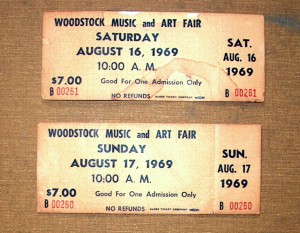 WOODSTOCK MUSIC and ART FAIR
SATURDAY
AUGUST 16, 1969
10:00 A. M.
$7.00
Good For One Admission Only
B 00261
NO REFUNDS
SAT.
AUG. 16
1969
B 00261
WOODSTOCK MUSIC and ART FAIR
SUNDAY
AUGUST 17, 1969
10:00 A. M.
$7.00
Good For One Admission Only
B 00260
NO REFUNDS
SUN.
AUG. 17
1969
B 00260